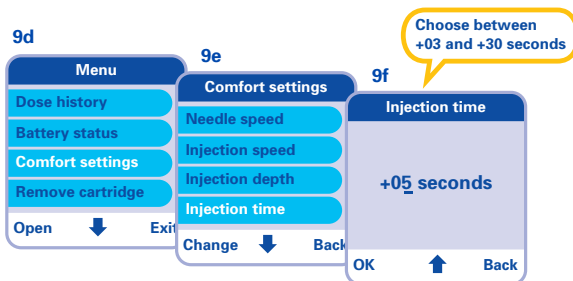 Choose between
+03 and +30 seconds
9d
Menu
Dose history
Battery status
Comfort settings
Remove cartridge
Open Exit
9e
Comfort settings
Needle speed
Injection speed
Injection depth
Injection time
Change Back
9f
Injection time
+05 seconds
OK Back